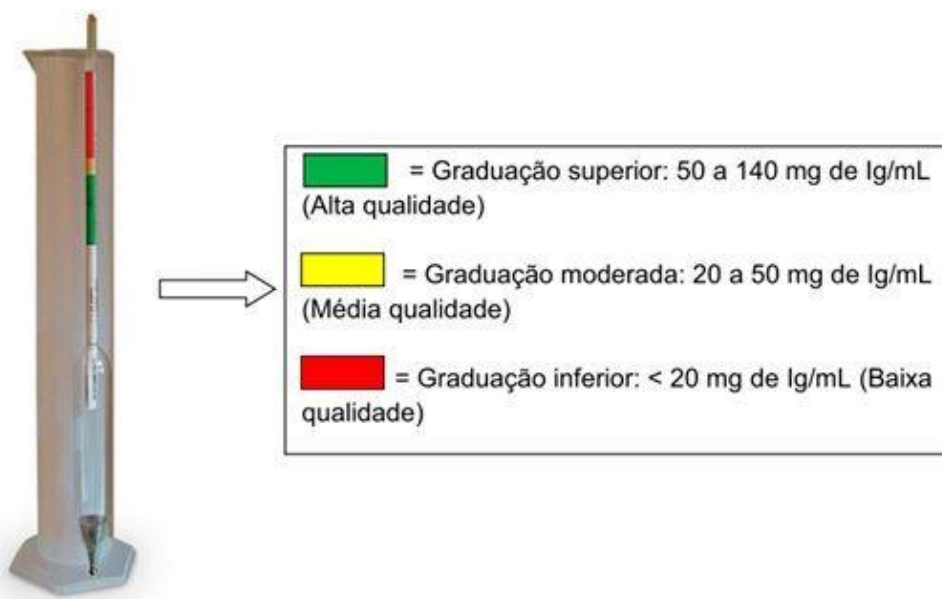 = Graduação superior: 50 a 140 mg de Ig/mL
(Alta qualidade)
= Graduação moderada: 20 a 50 mg de Ig/mL
(Média qualidade)
= Graduação inferior: < 20 mg de Ig/mL (Baixa
qualidade)